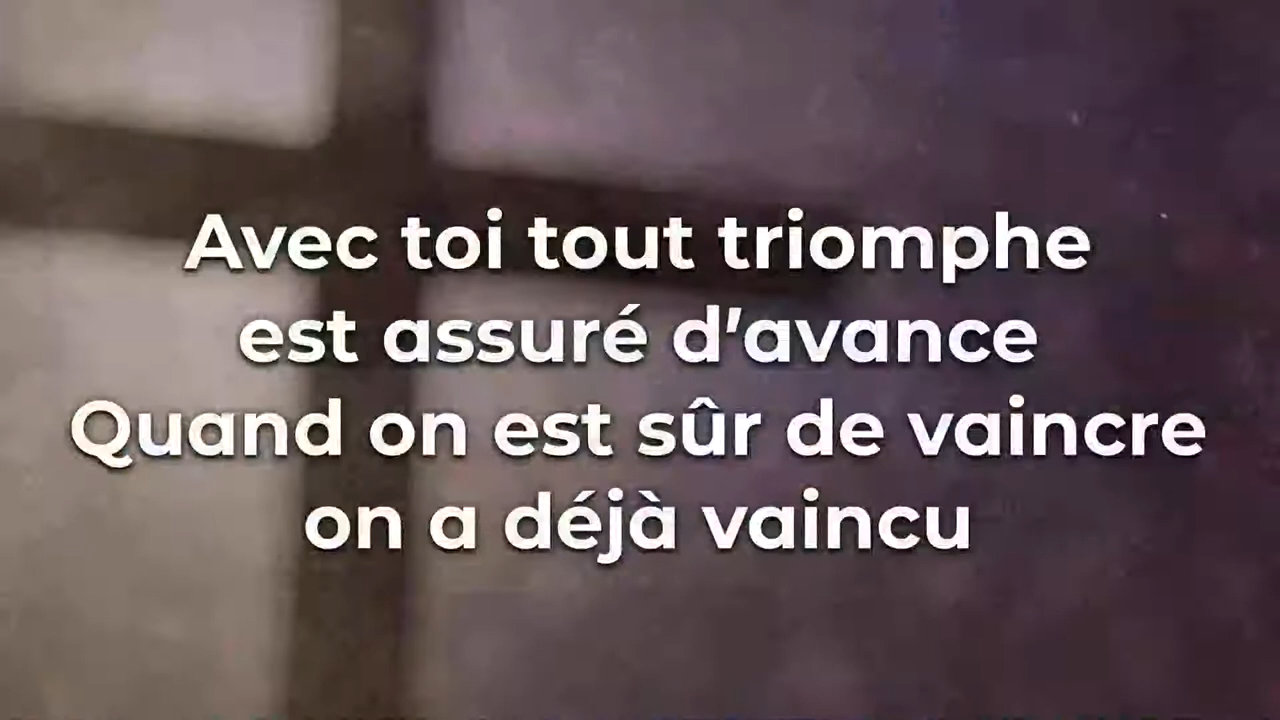 Avec toi tout triomphe
est assuré d'avance
Quand on est sûr de vaincre
on a déjà vaincu